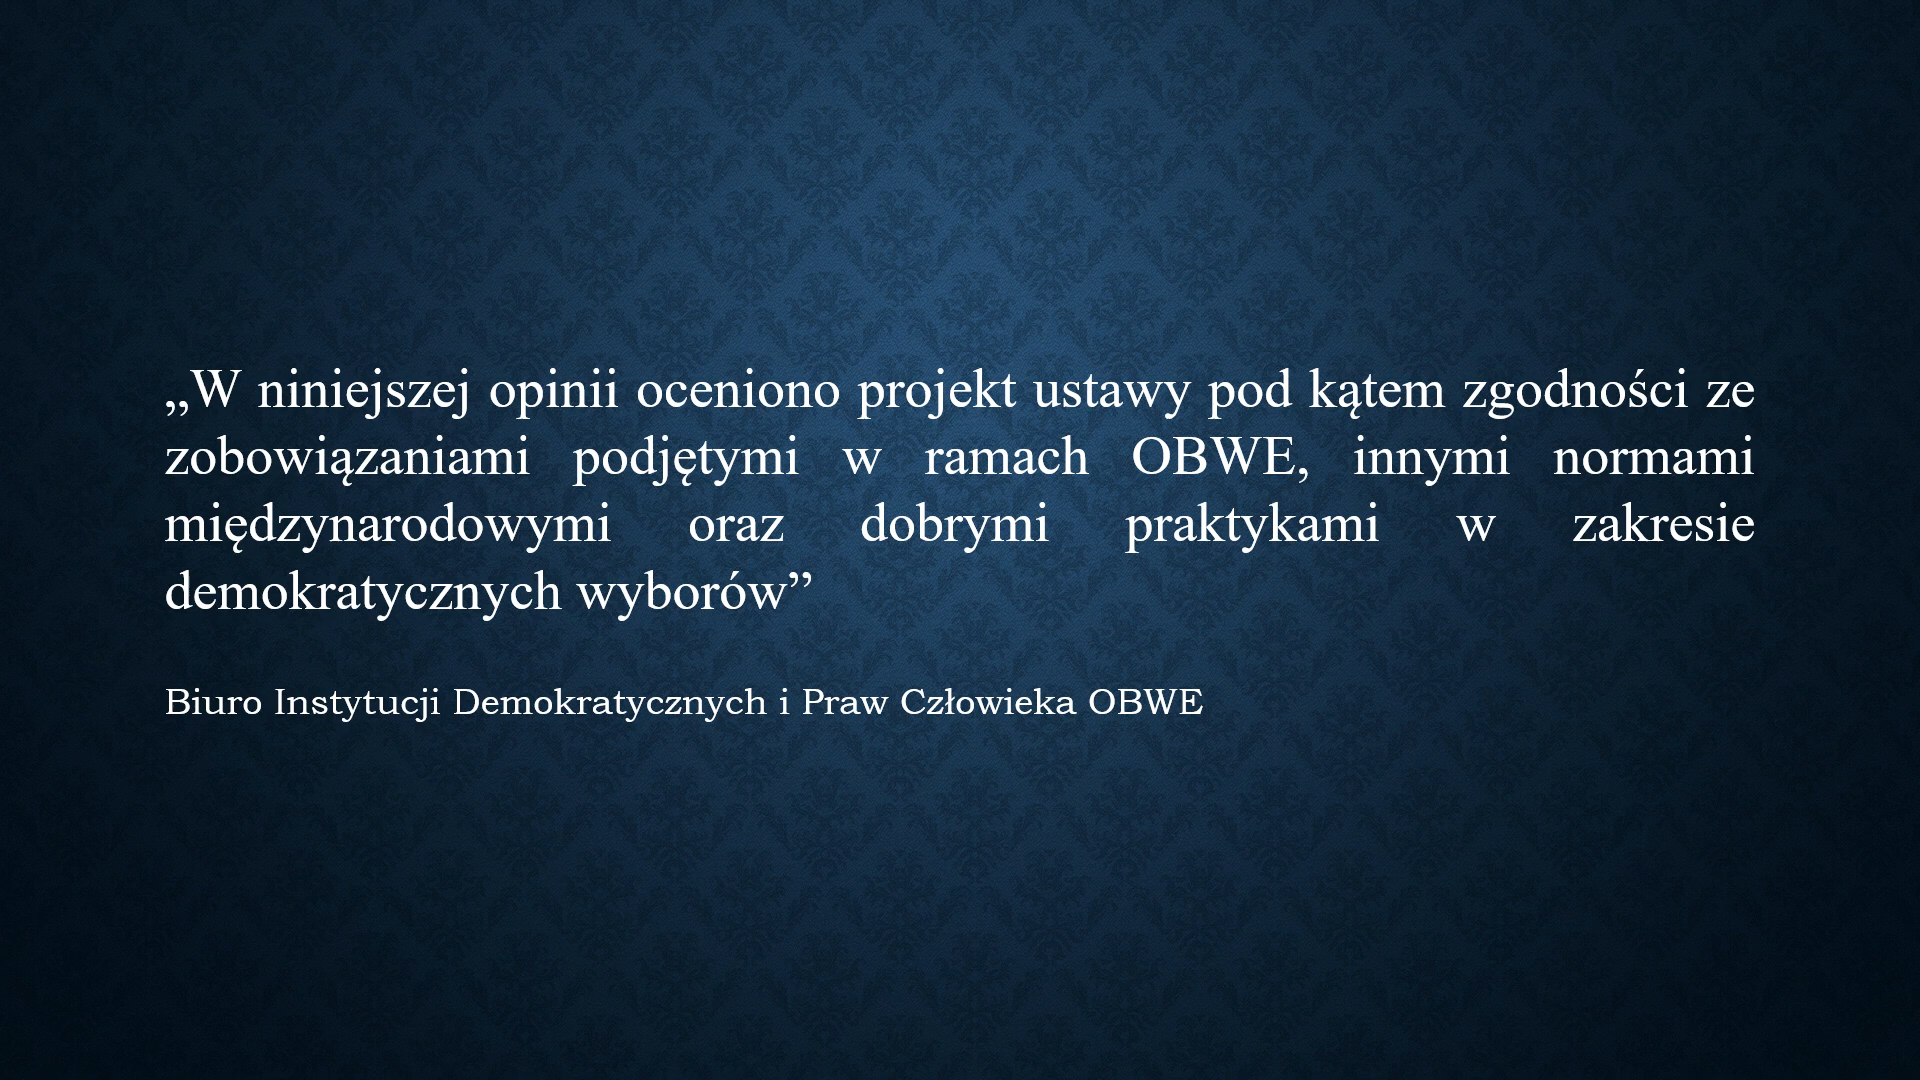 „W niniejszej opinii oceniono projekt ustawy pod kątem zgodności ze
zobowiązaniami podjętymi w ramach OBWE, innymi normami
międzynarodowymi oraz dobrymi praktykami w zakresie
demokratycznych wyborów”
Biuro Instytucji Demokratycznych i Praw Człowieka OBWE